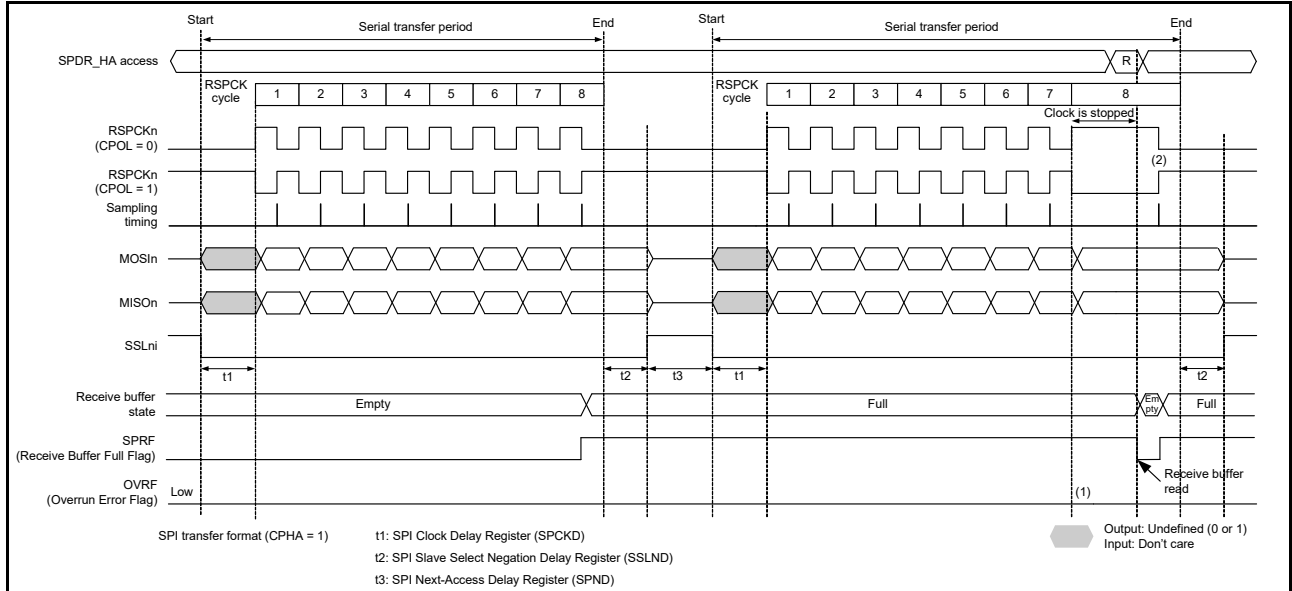 Start Serial transfer period End Start Serial transfer period End
SPDR_HA access R
RSPCK
cycle 1 2 3 4 5 6 7 8 RSPCK
cycle 1 2 3 4 5 6 7 8
Clock is stopped
RSPCKn
(CPOL = 0)
(2)
RSPCKn
(CPOL = 1)
Sampling
timing
MOSIn
MISOn
SSLni
t1 t2 t3 t1 t2
Receive buffer
state Empty Full Em
pty Full
SPRF
(Receive Buffer Full Flag)
Receive buffer
read
OVRF
(Overrun Error Flag) Low (1)
SPI transfer format (CPHA = 1) t1: SPI Clock Delay Register (SPCKD)
t2: SPI Slave Select Negation Delay Register (SSLND)
t3: SPI Next-Access Delay Register (SPND)
Output: Undefined (0 or 1)
Input: Don't care